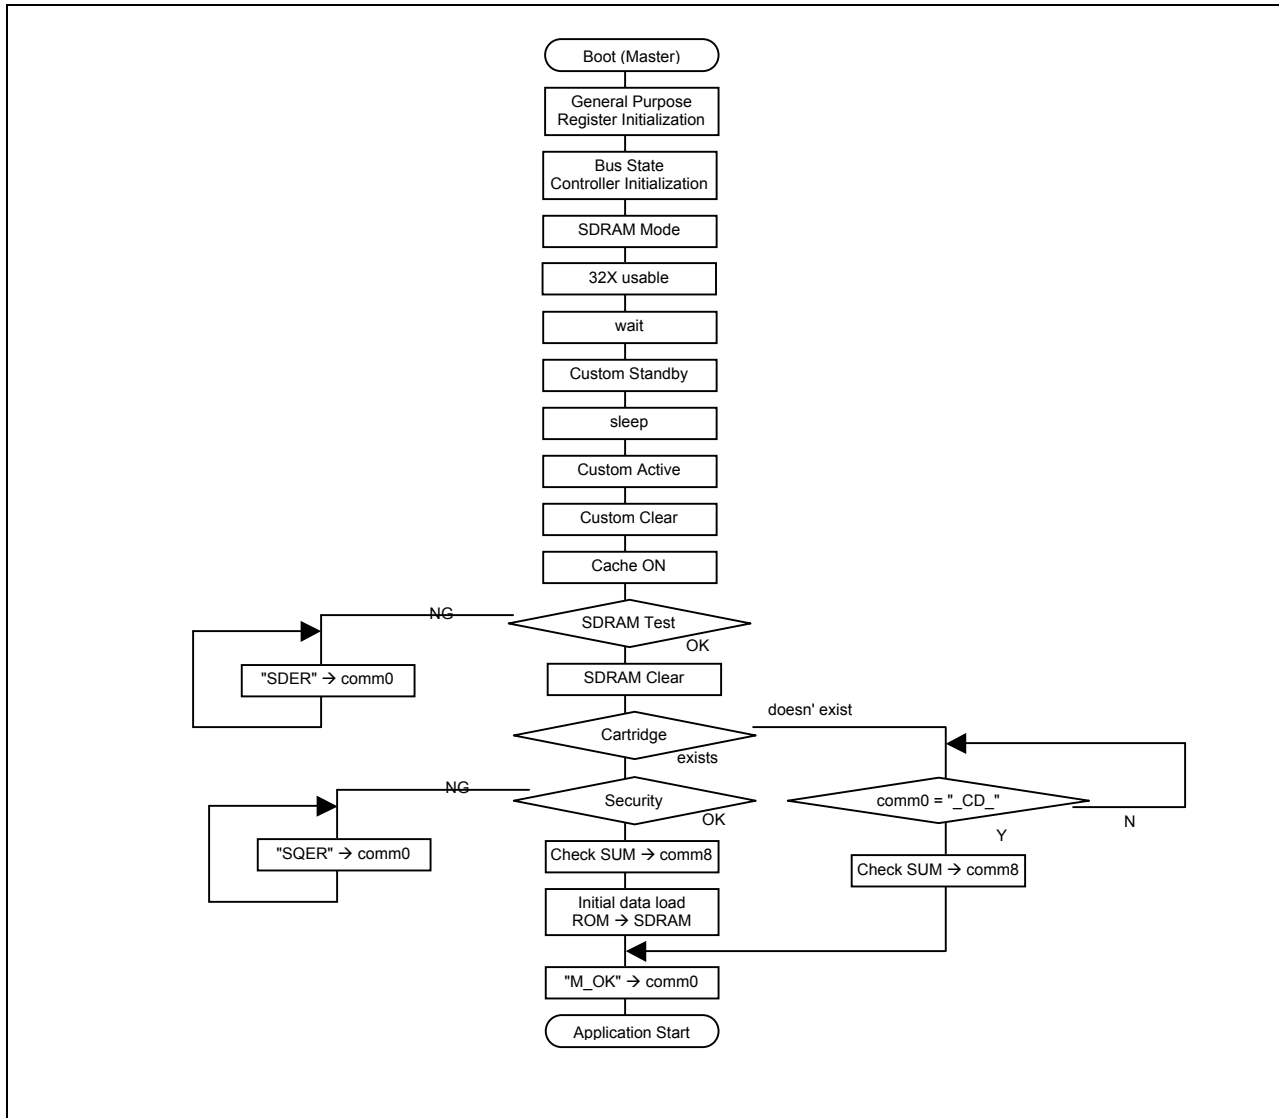 Boot (Master)
General Purpose
Register Initialization
Bus State
Controller Initialization
SDRAM Mode
32X usable
wait
Custom Standby
sleep
Custom Active
Custom Clear
Cache ON
NG
SDRAM Test
OK
"SDER" → comm0
SDRAM Clear
doesn' exist
Cartridge
exists
NG
Security
OK
comm0 = "_CD_"
N
Y
"SQER" → comm0
Check SUM → comm8
Check SUM → comm8
Initial data load
ROM → SDRAM
"M_OK" → comm0
Application Start